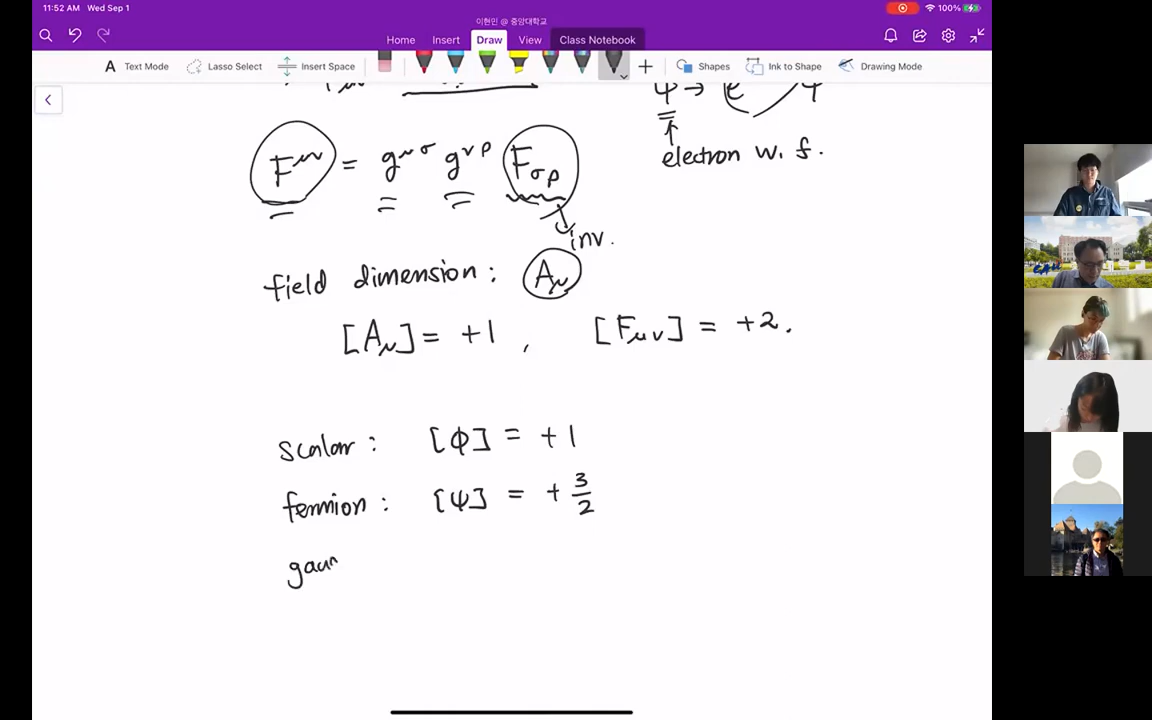 11:52 AM Wed Sep 1
100%
이현민 @ 중앙대학교
Home Insert Draw View Class Notebook
Text Mode Lasso Select Insert Space Shapes Ink to Shape Drawing Mode
ψ → e ψ
electron w. f.
F^μν = g^μσ g^νρ F_σρ
inv.
field dimension : A_μ
[A_μ] = +1 , [F_μν] = +2.
scalar : [ϕ] = +1
fermion : [ψ] = + 3/2
gau